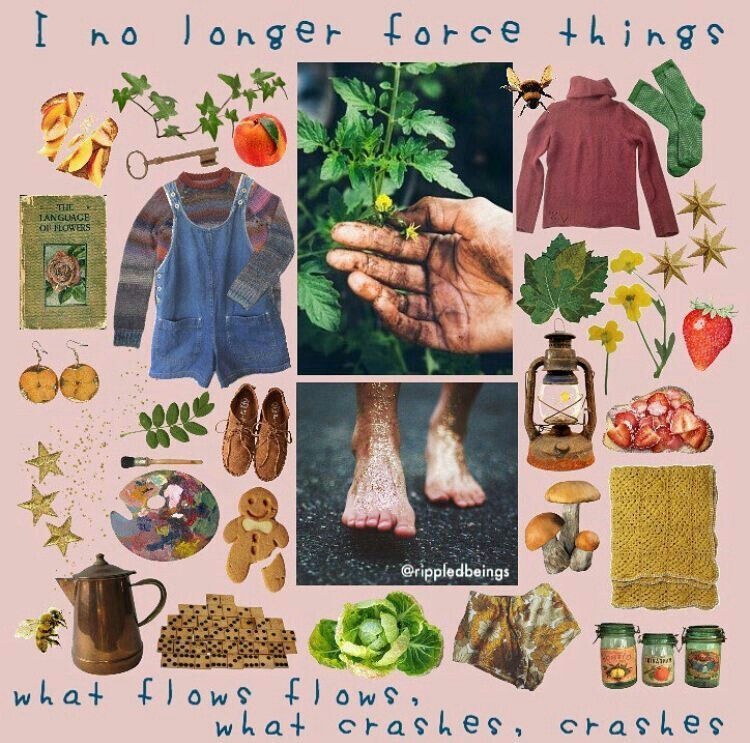 I no longer force things
THE
LANGUAGE
OF FLOWERS
@rippledbeings
what flows flows,
what crashes, crashes